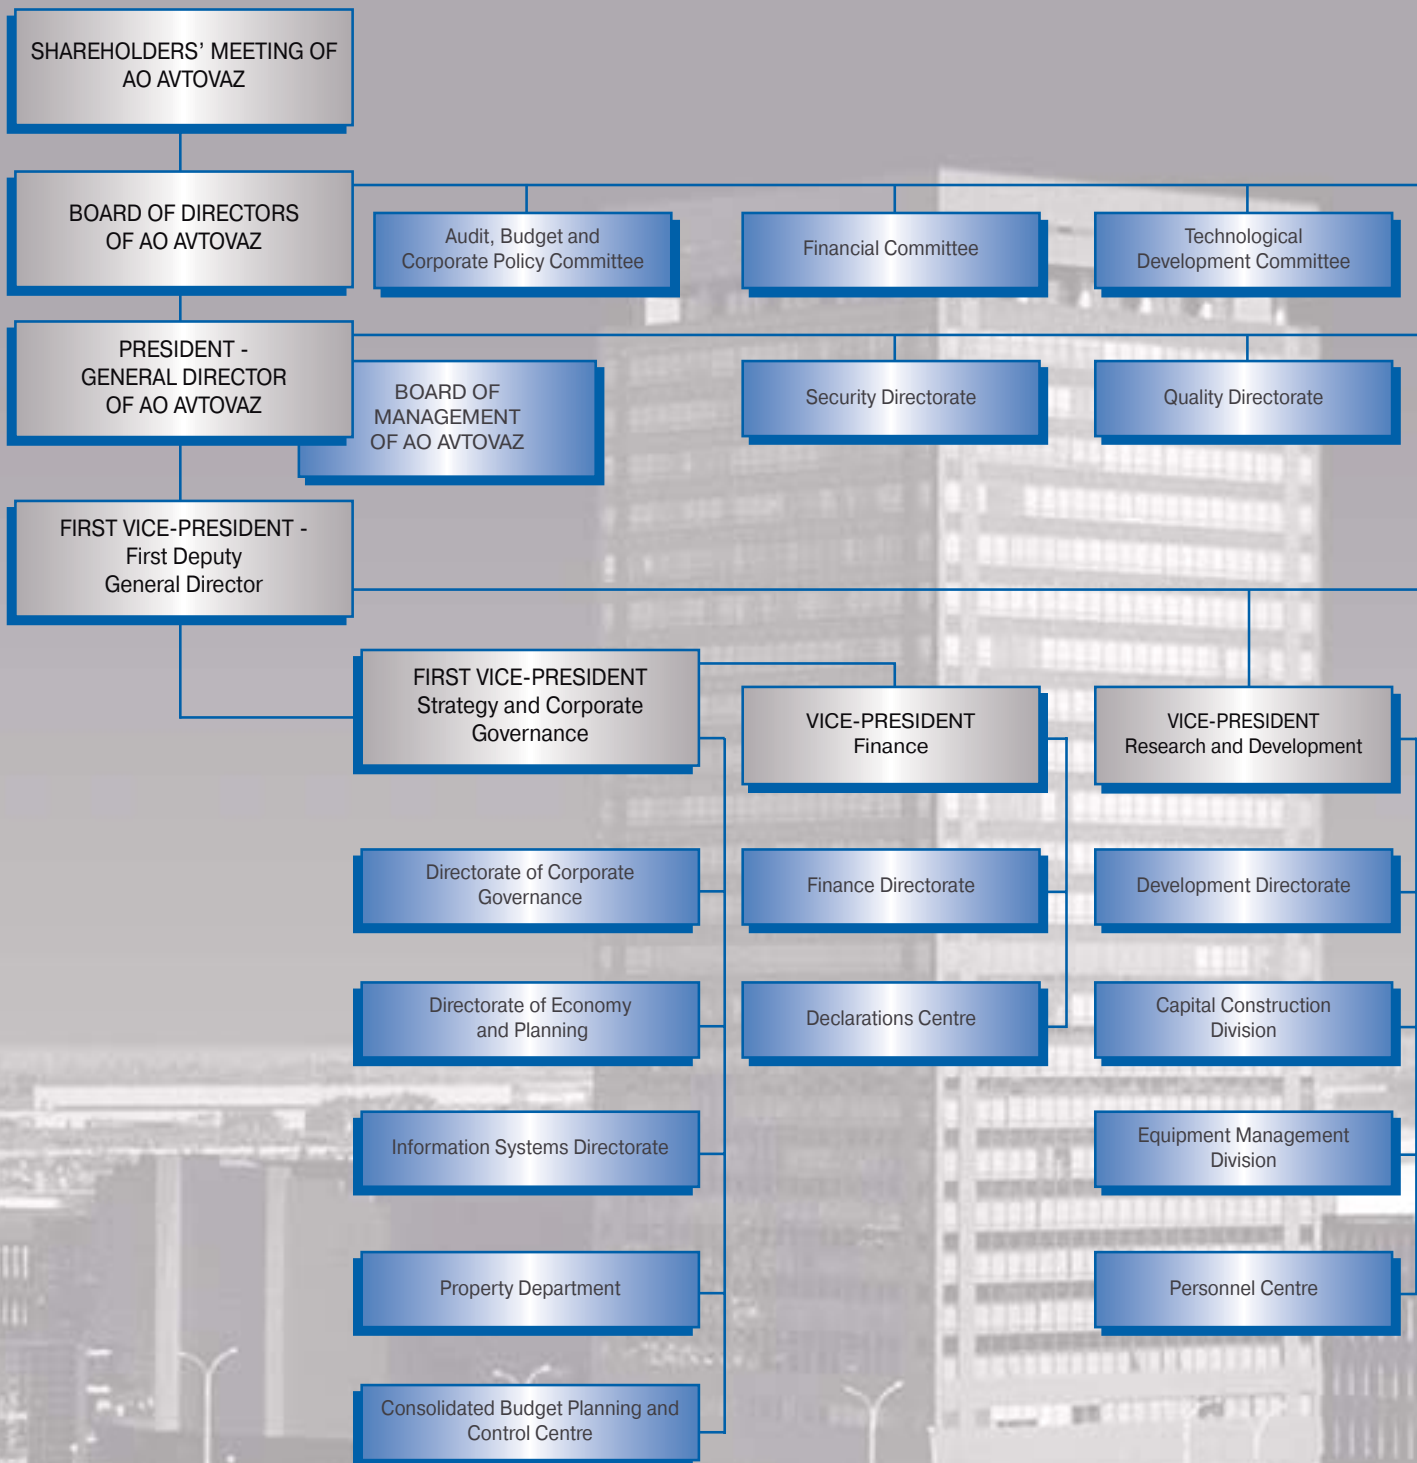 SHAREHOLDERS’ MEETING OF
AO AVTOVAZ
BOARD OF DIRECTORS
OF AO AVTOVAZ
Audit, Budget and
Corporate Policy Committee
Financial Committee
Technological
Development Committee
PRESIDENT -
GENERAL DIRECTOR
OF AO AVTOVAZ
BOARD OF
MANAGEMENT
OF AO AVTOVAZ
Security Directorate
Quality Directorate
FIRST VICE-PRESIDENT -
First Deputy
General Director
FIRST VICE-PRESIDENT
Strategy and Corporate
Governance
VICE-PRESIDENT
Finance
VICE-PRESIDENT
Research and Development
Directorate of Corporate
Governance
Finance Directorate
Development Directorate
Directorate of Economy
and Planning
Declarations Centre
Capital Construction
Division
Information Systems Directorate
Equipment Management
Division
Property Department
Personnel Centre
Consolidated Budget Planning and
Control Centre